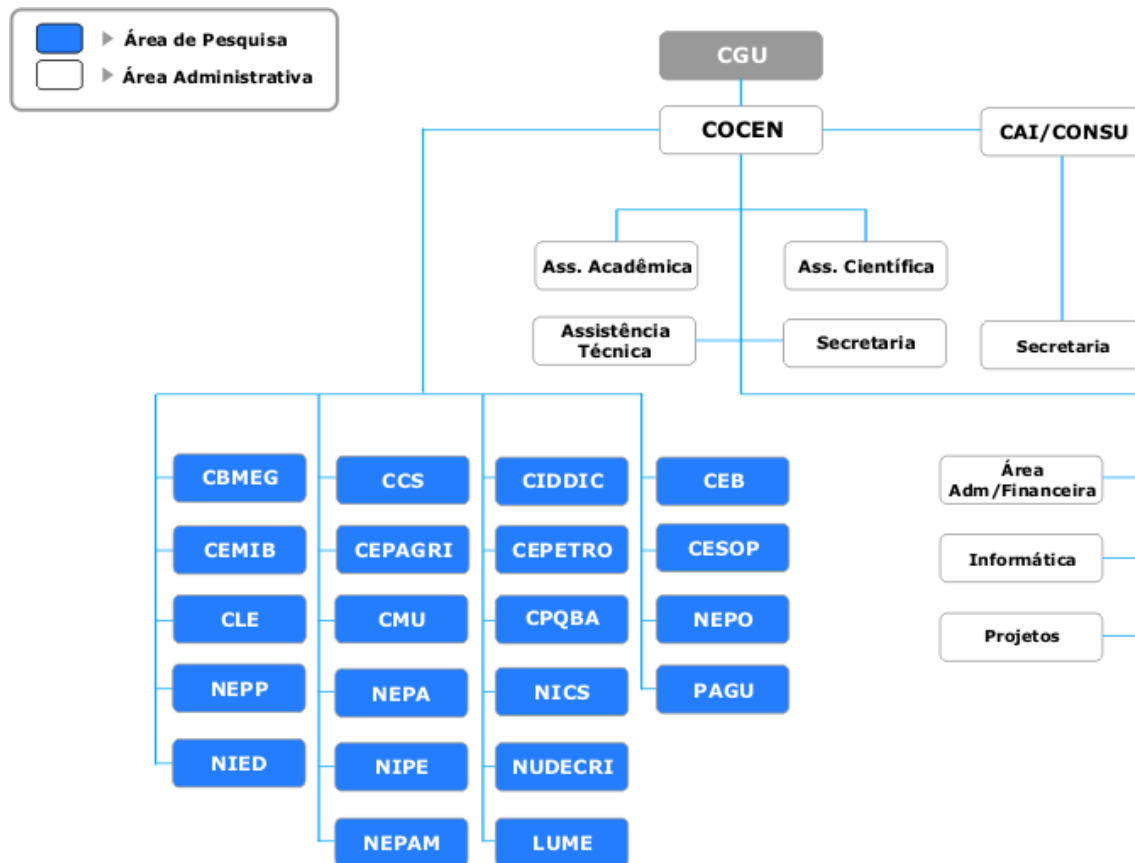 Área de Pesquisa
Área Administrativa
CGU
COCEN
CAI/CONSU
Ass. Acadêmica
Ass. Científica
Assistência
Técnica
Secretaria
Secretaria
CBMEG
CCS
CIDDIC
CEB
Área
Adm/Financeira
CEMIB
CEPAGRI
CEPETRO
CESOP
Informática
CLE
CMU
CPQBA
NEPO
Projetos
NEPP
NEPA
NICS
PAGU
NIED
NIPE
NUDECRI
NEPAM
LUME